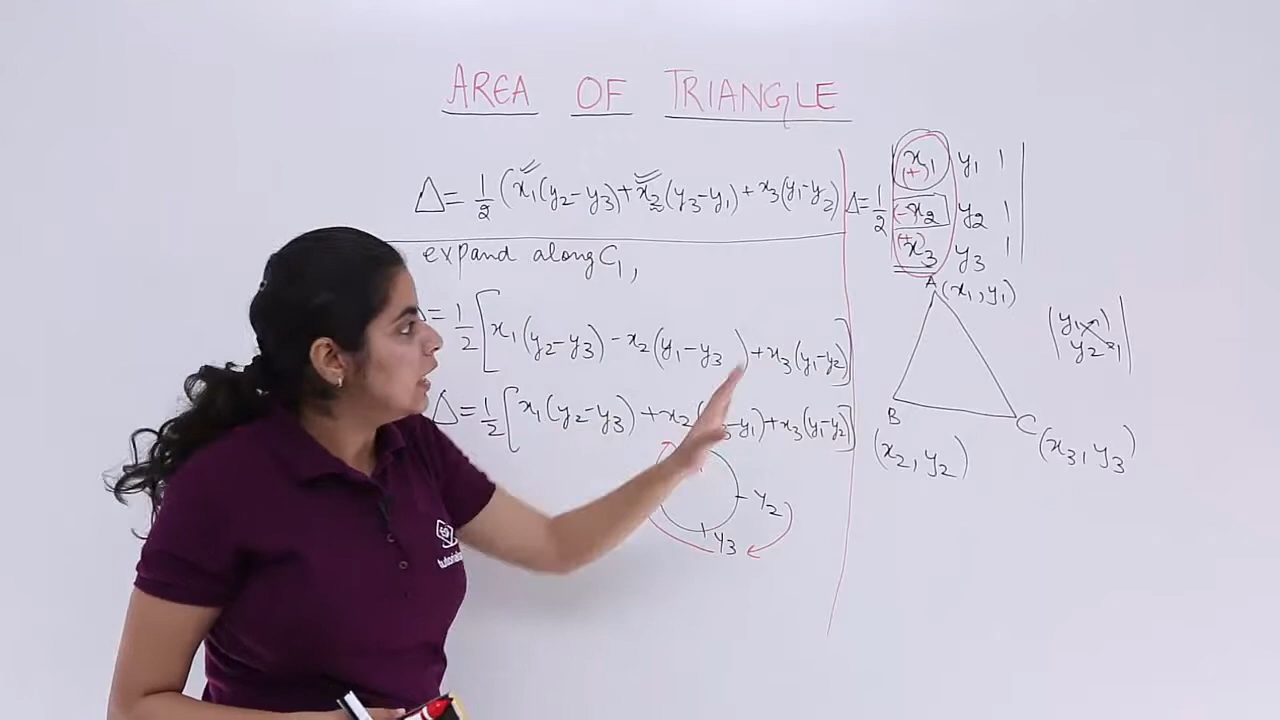 AREA OF TRIANGLE
Δ= 1/2 (x₁(y₂-y₃)+x₂(y₃-y₁)+x₃(y₁-y₂)
expand along C₁,
= 1/2 [x₁(y₂-y₃)-x₂(y₁-y₃)+x₃(y₁-y₂)]
Δ= 1/2 [x₁(y₂-y₃)+x₂( ₃-y₁)+x₃(y₁-y₂)]
y₂
y₃
Δ= 1/2 | x₁ y₁ 1
(+)
(- x₂ y₂ 1
(+) x₃ y₃ 1 |
A(x₁,y₁)
B
(x₂,y₂)
C(x₃,y₃)
|y₁ 1
y₂ 1|